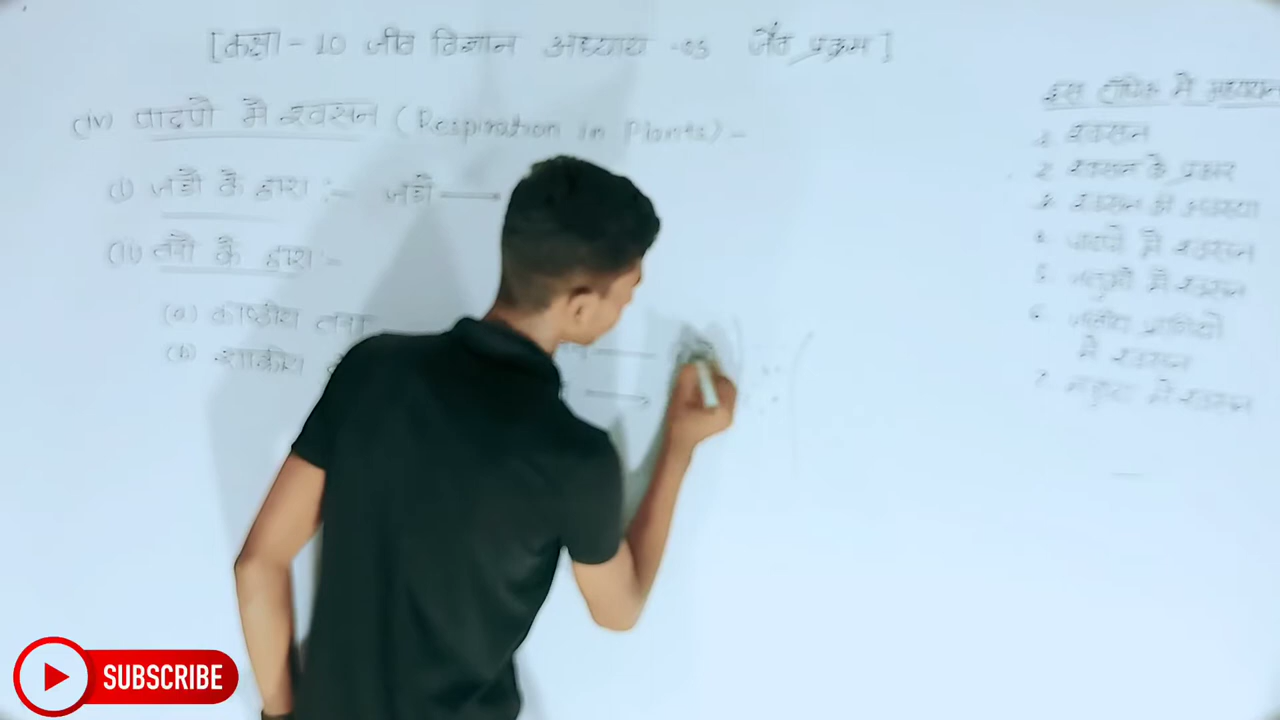 [कक्षा - 10 जीव विज्ञान अध्याय - 05 जैव प्रक्रम]
(iv) पादपो मे श्वसन (Respiration in Plants) -
(i) जडो के द्वारा :- जडो
(ii) तनो के द्वारा -
(a) काष्ठीय तना
(b) शाकीय
इस टॉपिक मे अध्ययन
1. श्वसन
2. श्वसन के प्रकार
3. श्वसन की अवस्था
4. पादपो मे श्वसन
5. जन्तुओ मे श्वसन
6. जलीय प्राणियो
मे श्वसन
7. मनुष्य मे श्वसन
SUBSCRIBE